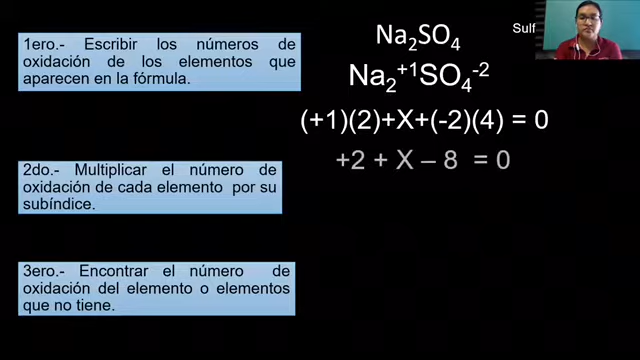 1ero.- Escribir los números de
oxidación de los elementos que
aparecen en la fórmula.
2do.- Multiplicar el número de
oxidación de cada elemento por su
subíndice.
3ero.- Encontrar el número de
oxidación del elemento o elementos
que no tiene.
Na₂SO₄
Na₂⁺¹SO₄⁻²
(+1)(2)+X+(-2)(4) = 0
+2 + X – 8 = 0